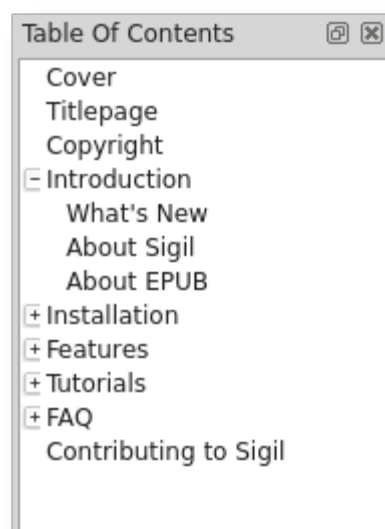 Table Of Contents
Cover
Titlepage
Copyright
Introduction
What's New
About Sigil
About EPUB
Installation
Features
Tutorials
FAQ
Contributing to Sigil